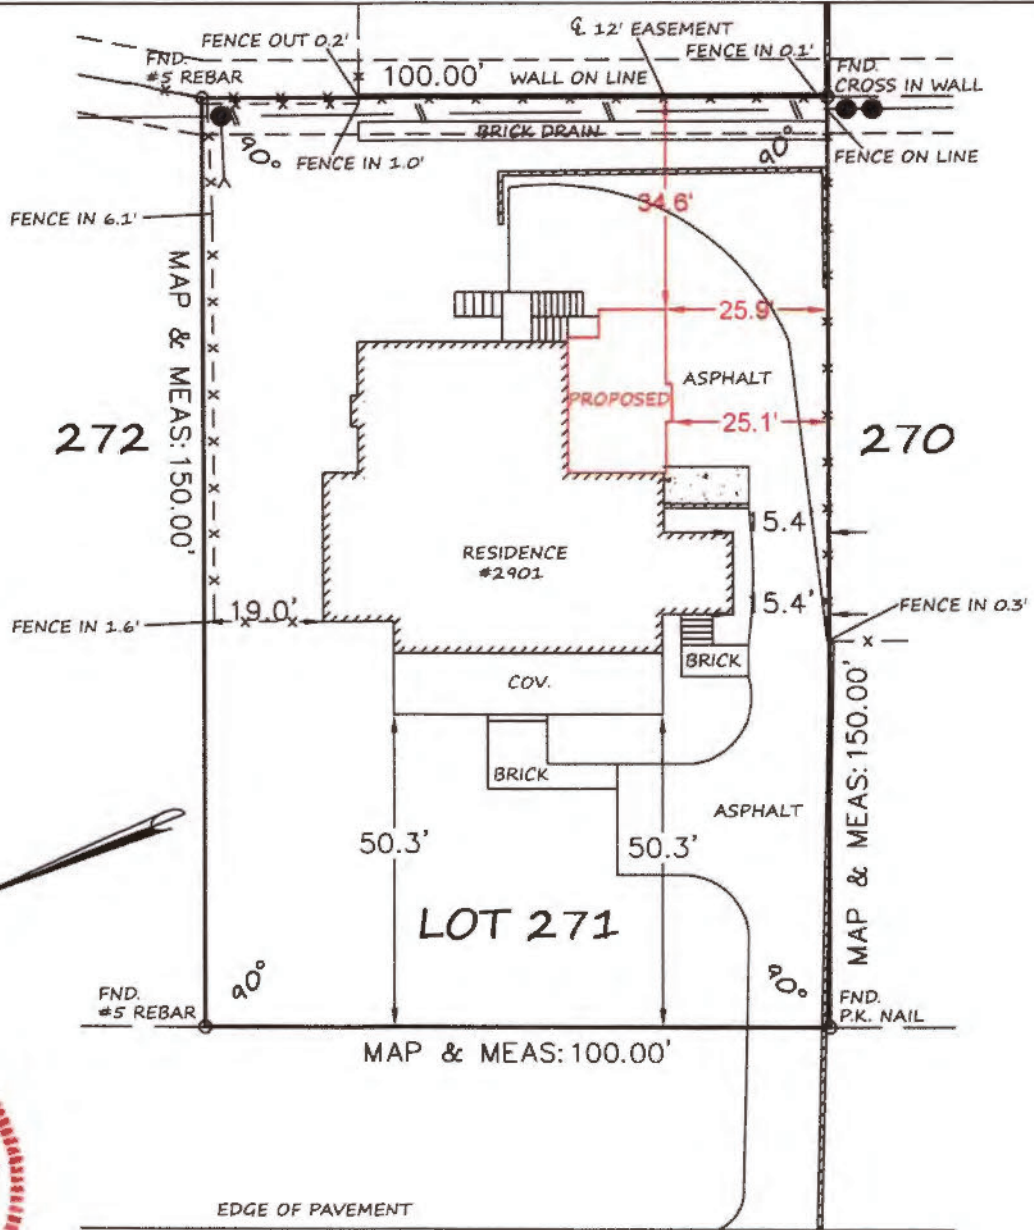 FENCE OUT 0.2'
℄ 12' EASEMENT
FENCE IN 0.1'
FND.
#5 REBAR
100.00'
WALL ON LINE
FND.
CROSS IN WALL
BRICK DRAIN
90°
90°
FENCE IN 1.0'
FENCE ON LINE
FENCE IN 6.1'
34.6'
MAP & MEAS: 150.00'
25.9'
ASPHALT
PROPOSED
25.1'
272
270
RESIDENCE
#2901
15.4
15.4'
19.0'
FENCE IN 1.6'
FENCE IN 0.3'
BRICK
COV.
BRICK
ASPHALT
MAP & MEAS: 150.00'
50.3'
50.3'
LOT 271
90°
90°
FND.
#5 REBAR
FND.
P.K. NAIL
MAP & MEAS: 100.00'
EDGE OF PAVEMENT